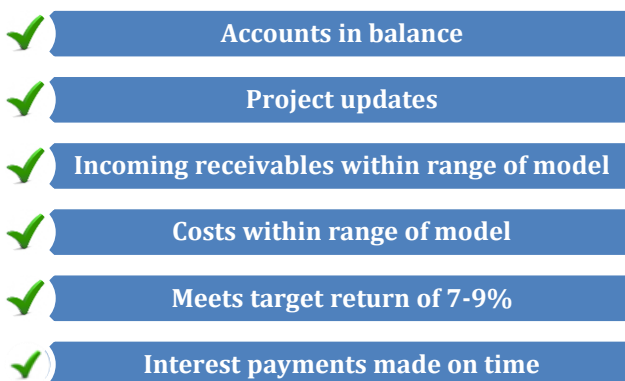 Accounts in balance
Project updates
Incoming receivables within range of model
Costs within range of model
Meets target return of 7-9%
Interest payments made on time